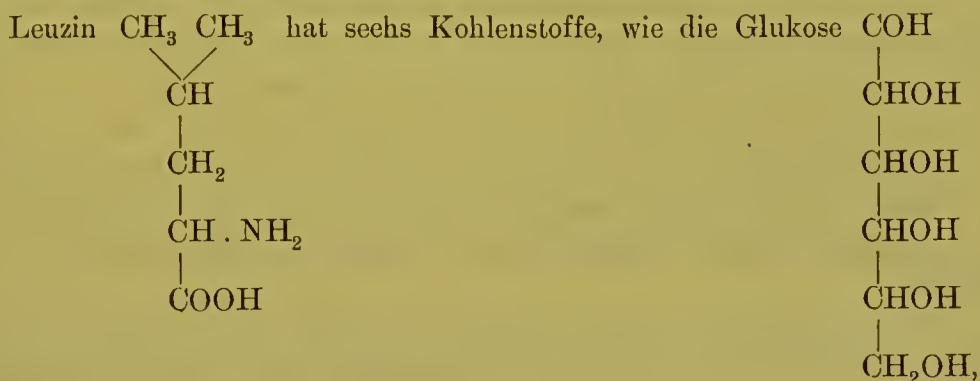 Leuzin CH₃ CH₃ hat seehs Kohlenstoffe, wie die Glukose COH
CH CHOH
CH₂ CHOH
CH . NH₂ CHOH
COOH CHOH
CH₂OH,